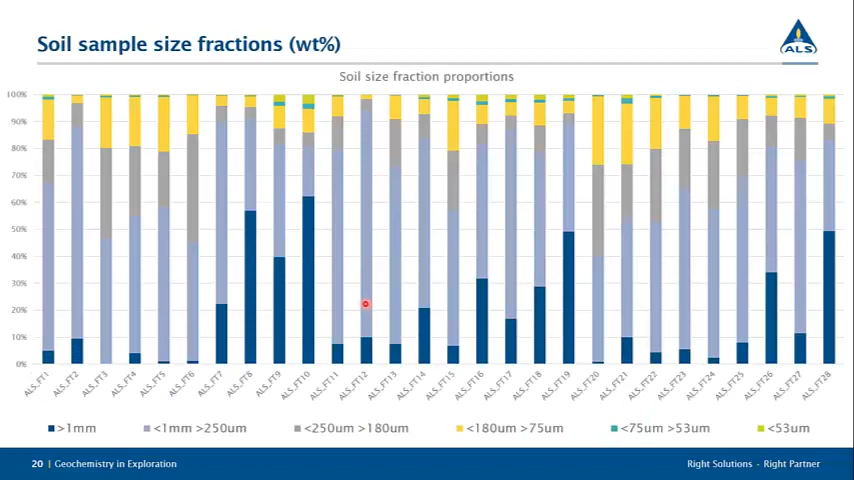 Soil sample size fractions (wt%)
ALS
Soil size fraction proportions
100%
90%
80%
70%
60%
50%
40%
30%
20%
10%
0%
ALS_FT1 ALS_FT2 ALS_FT3 ALS_FT4 ALS_FT5 ALS_FT6 ALS_FT7 ALS_FT8 ALS_FT9 ALS_FT10 ALS_FT11 ALS_FT12 ALS_FT13 ALS_FT14 ALS_FT15 ALS_FT16 ALS_FT17 ALS_FT18 ALS_FT19 ALS_FT20 ALS_FT21 ALS_FT22 ALS_FT23 ALS_FT24 ALS_FT25 ALS_FT26 ALS_FT27 ALS_FT28
>1mm <1mm >250um <250um >180um <180um >75um <75um >53um <53um
20 | Geochemistry in Exploration Right Solutions - Right Partner